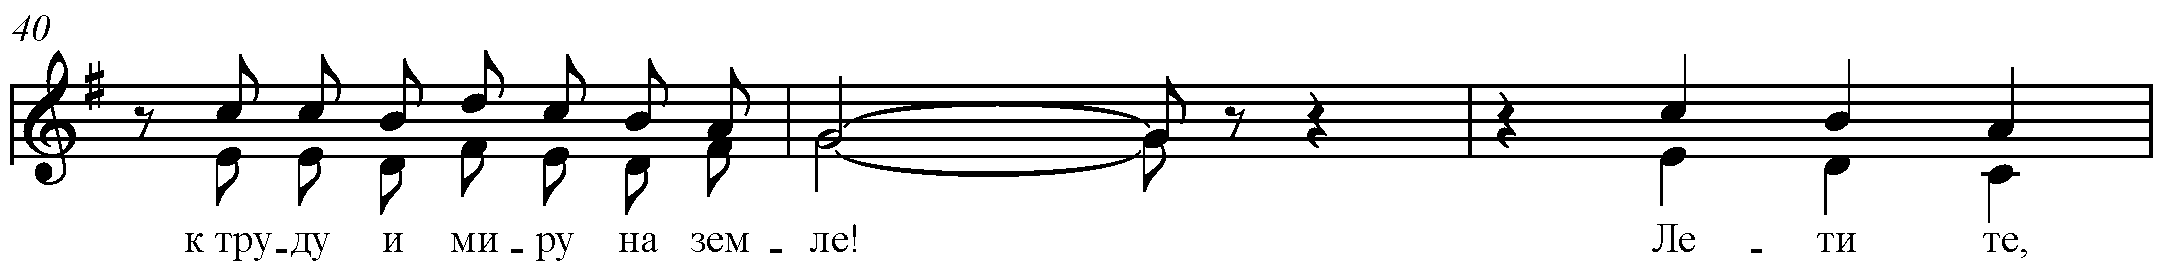 40
к тру-ду и ми-ру на зем - ле! Ле - ти те,